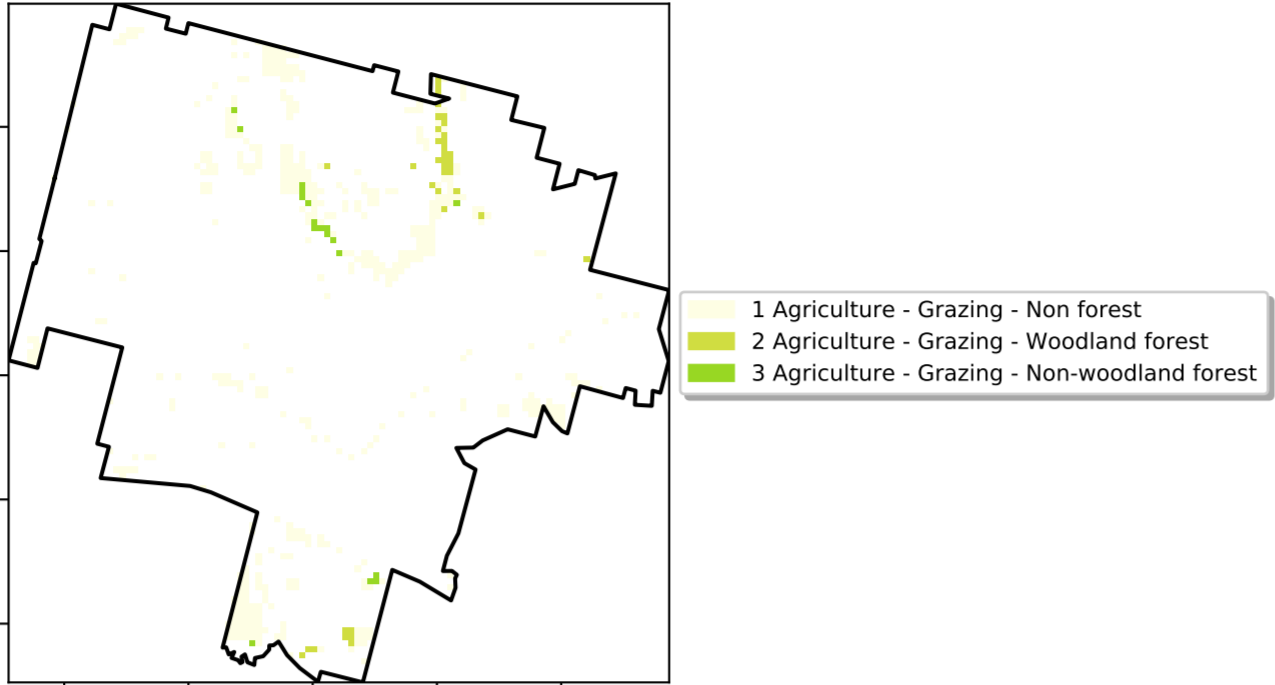 1 Agriculture - Grazing - Non forest
2 Agriculture - Grazing - Woodland forest
3 Agriculture - Grazing - Non-woodland forest